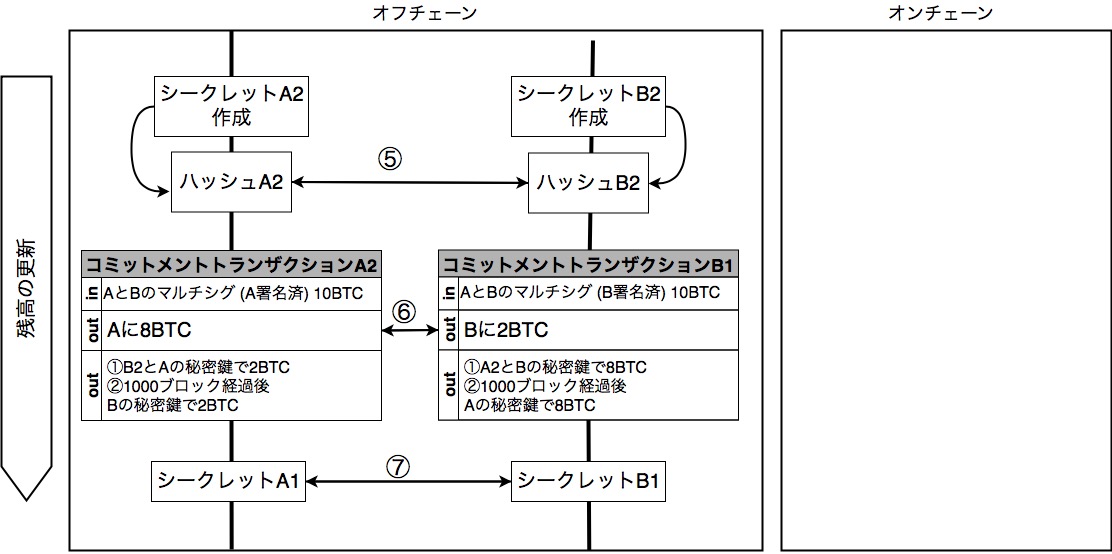 オフチェーン
オンチェーン
残高の更新
シークレットA2
作成
シークレットB2
作成
⑤
ハッシュA2
ハッシュB2
コミットメントトランザクションA2
in
AとBのマルチシグ (A署名済) 10BTC
out
Aに8BTC
out
①B2とAの秘密鍵で2BTC
②1000ブロック経過後
Bの秘密鍵で2BTC
⑥
コミットメントトランザクションB1
in
AとBのマルチシグ (B署名済) 10BTC
out
Bに2BTC
out
①A2とBの秘密鍵で8BTC
②1000ブロック経過後
Aの秘密鍵で8BTC
⑦
シークレットA1
シークレットB1